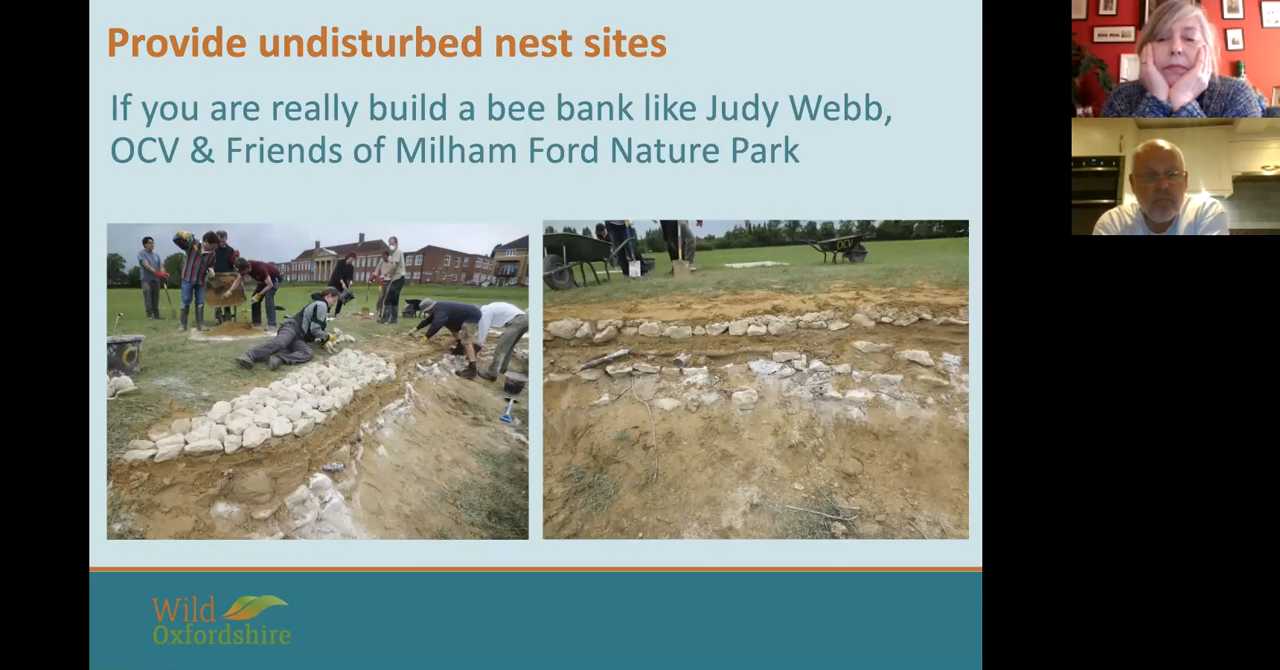 Provide undisturbed nest sites
If you are really build a bee bank like Judy Webb,
OCV & Friends of Milham Ford Nature Park
OCV
Wild
Oxfordshire